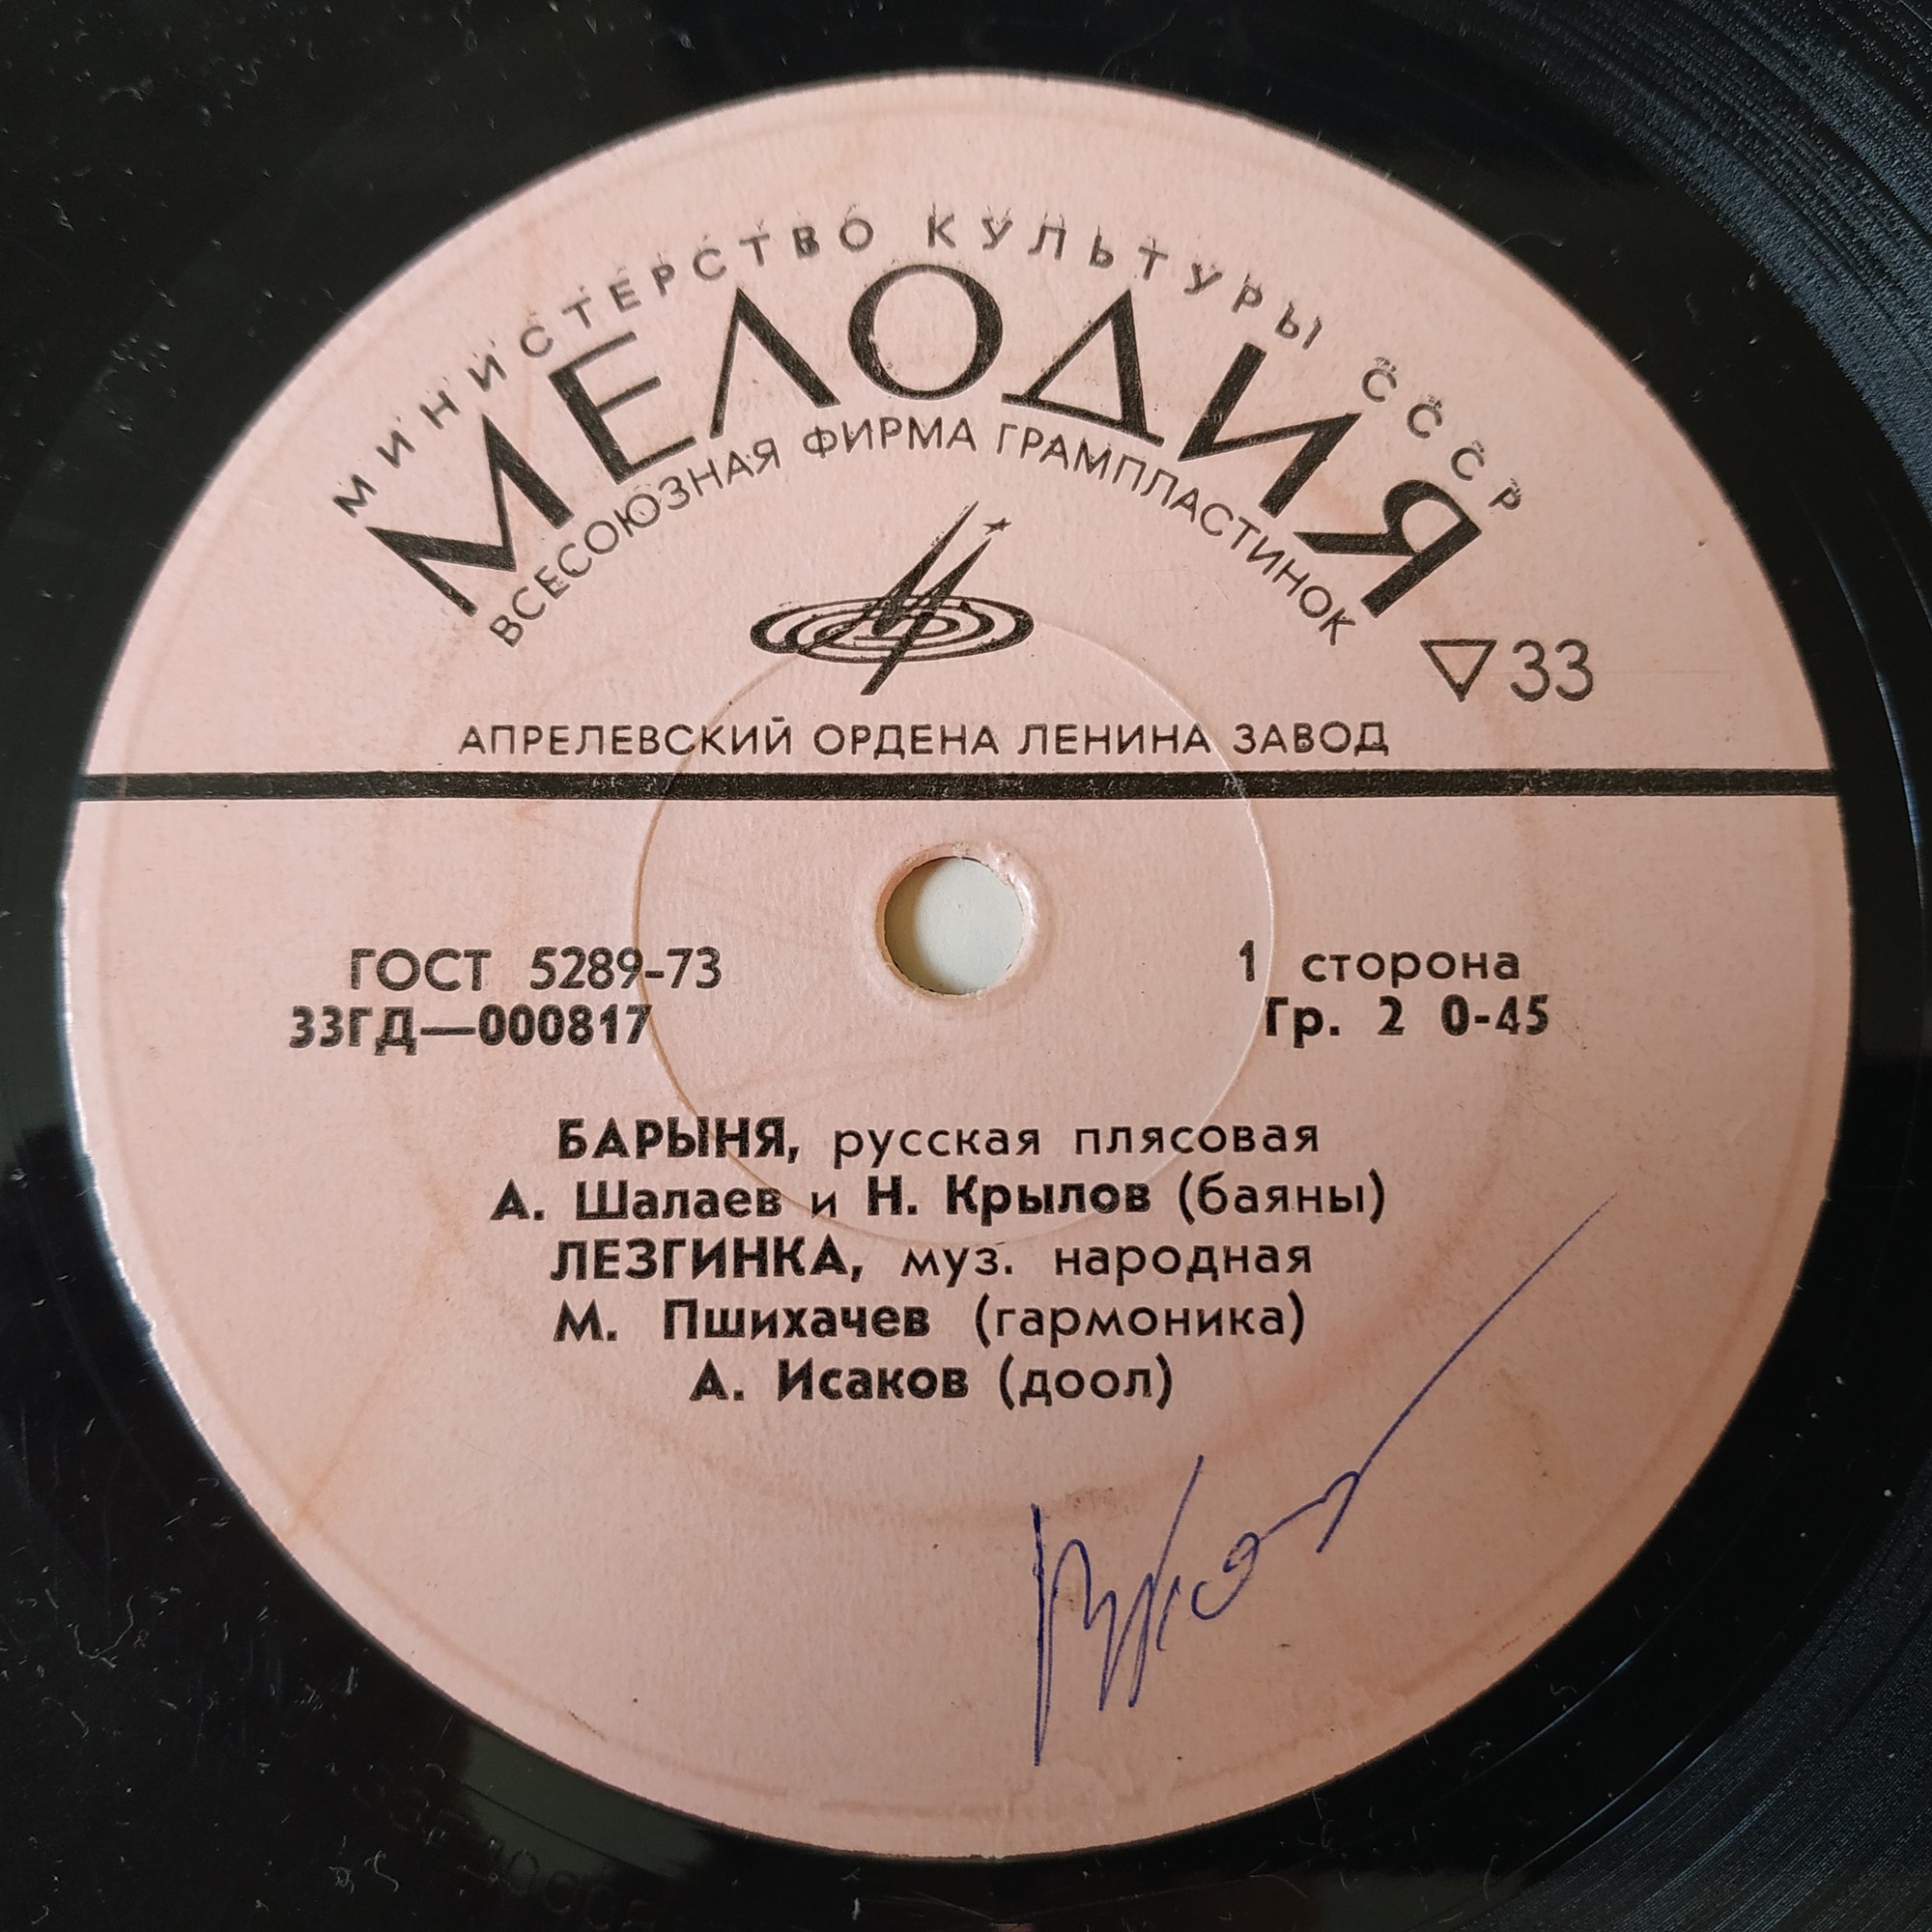 МИНИСТЕРСТВО КУЛЬТУРЫ СССР
МЕЛОДИЯ
ВСЕСОЮЗНАЯ ФИРМА ГРАМПЛАСТИНОК
33
АПРЕЛЕВСКИЙ ОРДЕНА ЛЕНИНА ЗАВОД
ГОСТ 5289-73
33ГД—000817
1 сторона
Гр. 2 0-45
БАРЫНЯ, русская плясовая
А. Шалаев и Н. Крылов (баяны)
ЛЕЗГИНКА, муз. народная
М. Пшихачев (гармоника)
А. Исаков (доол)